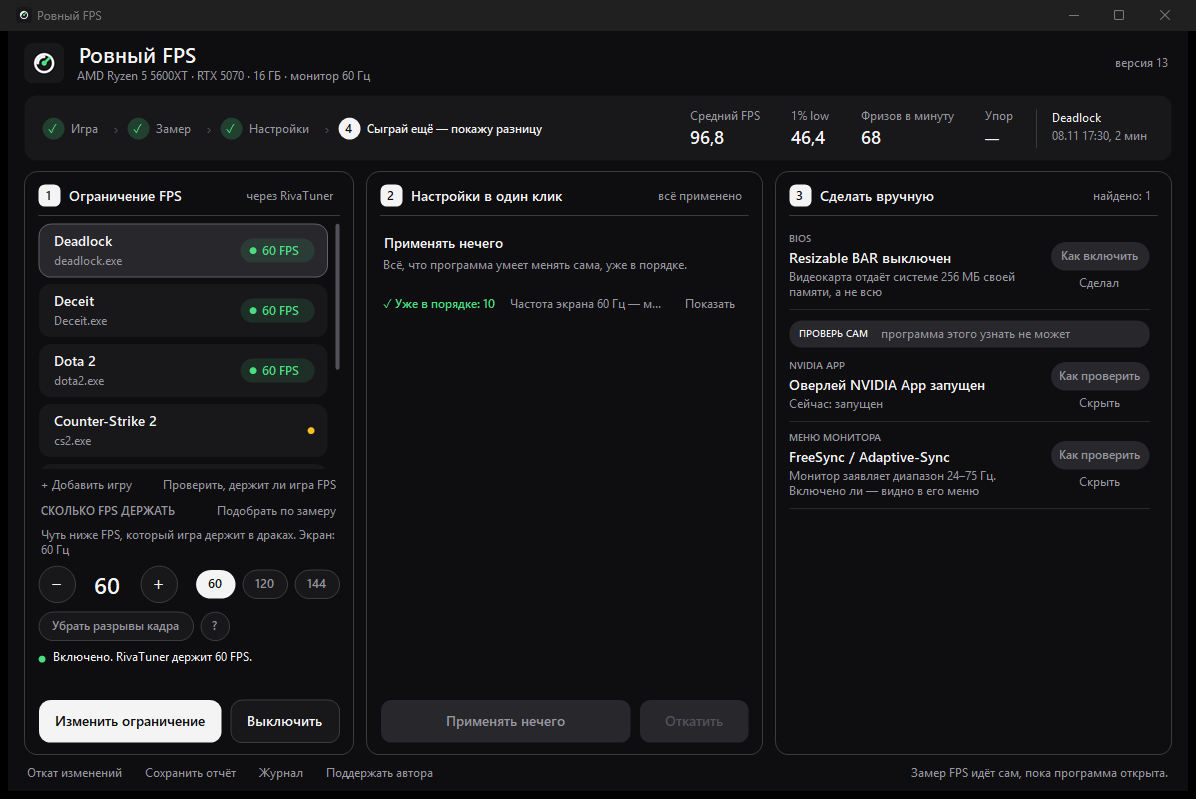 Ровный FPS
Ровный FPS
AMD Ryzen 5 5600XT · RTX 5070 · 16 ГБ · монитор 60 Гц
версия 13
✓ Игра › ✓ Замер › ✓ Настройки › 4 Сыграй ещё — покажу разницу
Средний FPS
96,8
1% low
46,4
Фризов в минуту
68
Упор
—
Deadlock
08.11 17:30, 2 мин
1 Ограничение FPS через RivaTuner
Deadlock
deadlock.exe
60 FPS
Deceit
Deceit.exe
60 FPS
Dota 2
dota2.exe
60 FPS
Counter-Strike 2
cs2.exe
+ Добавить игру Проверить, держит ли игра FPS
СКОЛЬКО FPS ДЕРЖАТЬ Подобрать по замеру
Чуть ниже FPS, который игра держит в драках. Экран:
60 Гц
− 60 + 60 120 144
Убрать разрывы кадра ?
Включено. RivaTuner держит 60 FPS.
Изменить ограничение Выключить
2 Настройки в один клик всё применено
Применять нечего
Всё, что программа умеет менять сама, уже в порядке.
✓ Уже в порядке: 10 Частота экрана 60 Гц — м... Показать
Применять нечего Откатить
3 Сделать вручную найдено: 1
BIOS
Resizable BAR выключен
Видеокарта отдаёт системе 256 МБ своей
памяти, а не всю
Как включить
Сделал
ПРОВЕРЬ САМ программа этого узнать не может
NVIDIA APP
Оверлей NVIDIA App запущен
Сейчас: запущен
Как проверить
Скрыть
МЕНЮ МОНИТОРА
FreeSync / Adaptive-Sync
Монитор заявляет диапазон 24–75 Гц.
Включено ли — видно в его меню
Как проверить
Скрыть
Откат изменений Сохранить отчёт Журнал Поддержать автора
Замер FPS идёт сам, пока программа открыта.